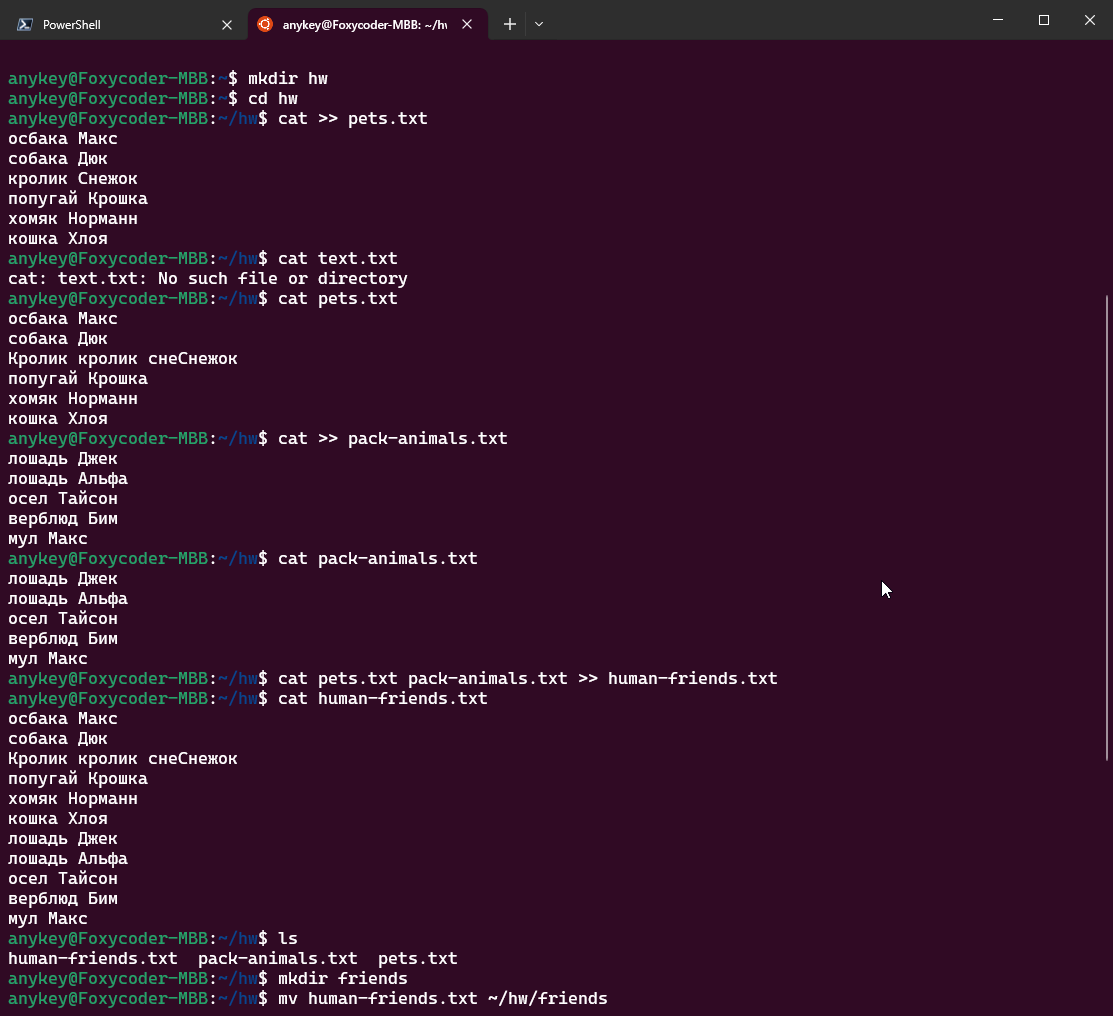 PowerShell
anykey@Foxycoder-MBB: ~/hw
anykey@Foxycoder-MBB:~$ mkdir hw
anykey@Foxycoder-MBB:~$ cd hw
anykey@Foxycoder-MBB:~/hw$ cat >> pets.txt
осбака Макс
собака Дюк
кролик Снежок
попугай Крошка
хомяк Норманн
кошка Хлоя
anykey@Foxycoder-MBB:~/hw$ cat text.txt
cat: text.txt: No such file or directory
anykey@Foxycoder-MBB:~/hw$ cat pets.txt
осбака Макс
собака Дюк
Кролик кролик снеСнежок
попугай Крошка
хомяк Норманн
кошка Хлоя
anykey@Foxycoder-MBB:~/hw$ cat >> pack-animals.txt
лошадь Джек
лошадь Альфа
осел Тайсон
верблюд Бим
мул Макс
anykey@Foxycoder-MBB:~/hw$ cat pack-animals.txt
лошадь Джек
лошадь Альфа
осел Тайсон
верблюд Бим
мул Макс
anykey@Foxycoder-MBB:~/hw$ cat pets.txt pack-animals.txt >> human-friends.txt
anykey@Foxycoder-MBB:~/hw$ cat human-friends.txt
осбака Макс
собака Дюк
Кролик кролик снеСнежок
попугай Крошка
хомяк Норманн
кошка Хлоя
лошадь Джек
лошадь Альфа
осел Тайсон
верблюд Бим
мул Макс
anykey@Foxycoder-MBB:~/hw$ ls
human-friends.txt  pack-animals.txt  pets.txt
anykey@Foxycoder-MBB:~/hw$ mkdir friends
anykey@Foxycoder-MBB:~/hw$ mv human-friends.txt ~/hw/friends